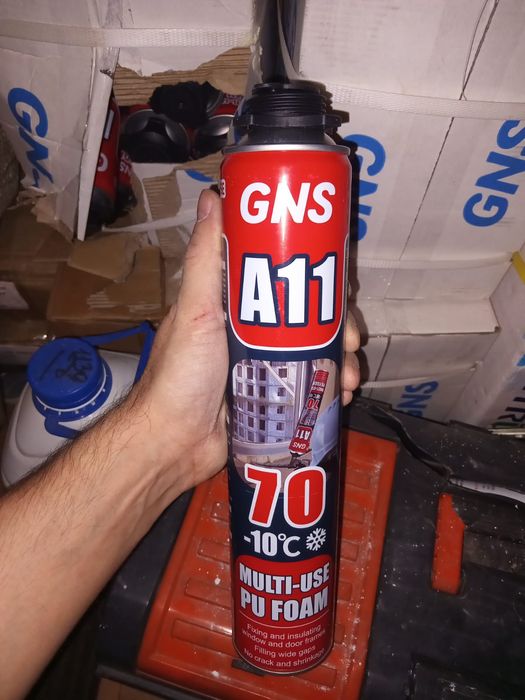 GNS
GNS
GNS
GNS
GNS
A11
70
-10°C
MULTI-USE
PU FOAM
Fixing and insulating
window and door frames
Filling wide gaps
No crack and shrinkage